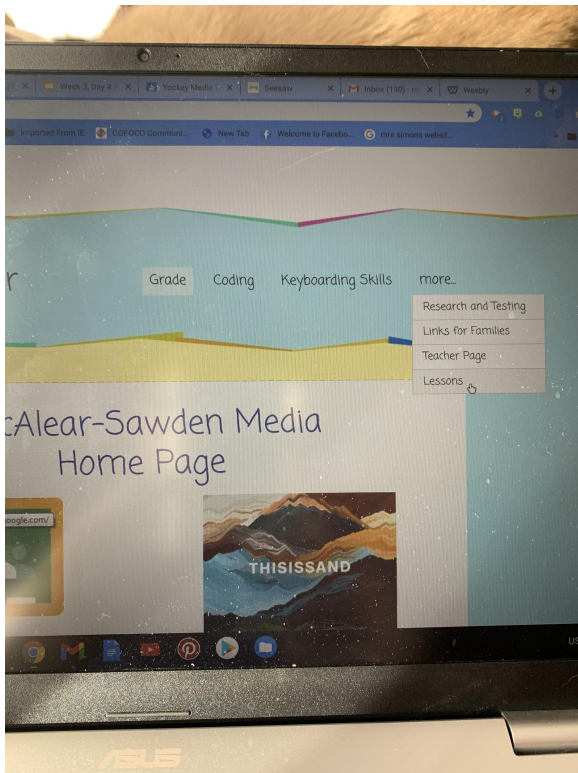 Week 3, Day 4
Yockey Media
Seesaw
Inbox (190)
Weebly
Imported From IE
COPOCO Communi...
New Tab
Welcome to Facebo...
mrs simons websit...
r
Grade
Coding
Keyboarding Skills
more...
Research and Testing
Links for Families
Teacher Page
Lessons
cAlear-Sawden Media
Home Page
oogle.com/
THISISSAND
US
ASUS